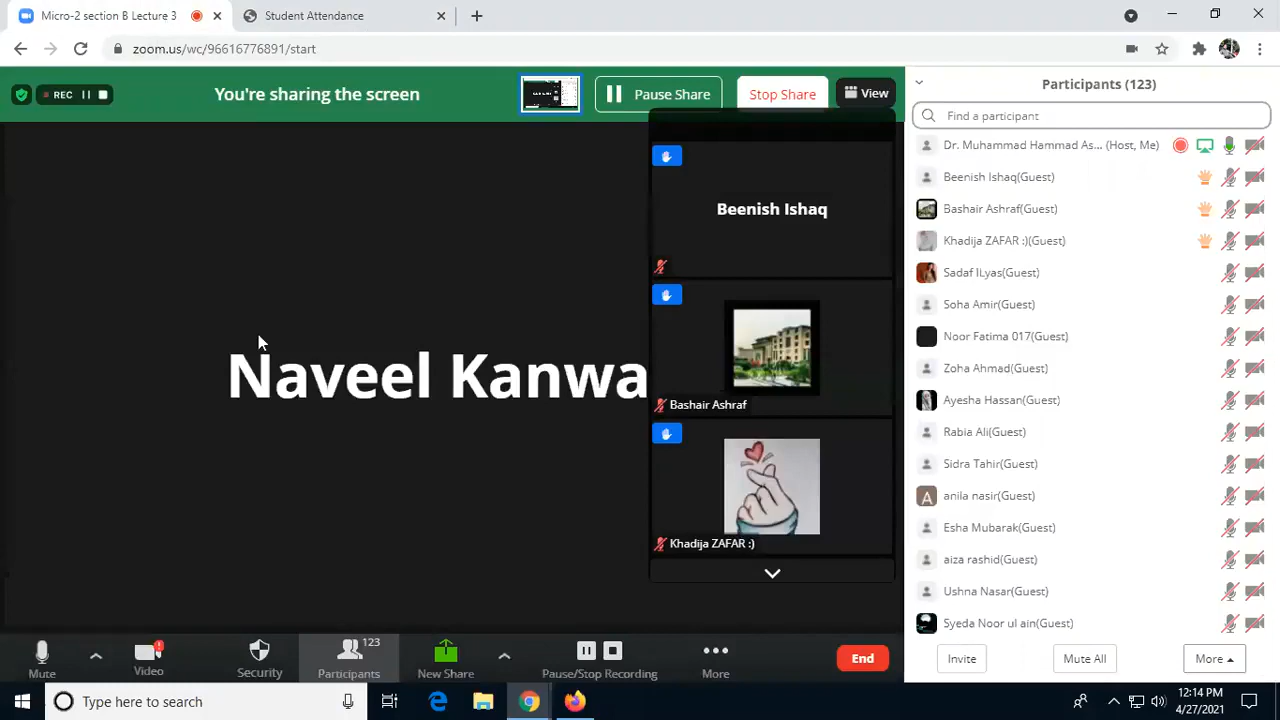 Micro-2 section B Lecture 3
Student Attendance
zoom.us/wc/96616776891/start
REC
You're sharing the screen
Pause Share
Stop Share
View
Participants (123)
Find a participant
Dr. Muhammad Hammad As... (Host, Me)
Beenish Ishaq(Guest)
Bashair Ashraf(Guest)
Khadija ZAFAR :)(Guest)
Sadaf ILyas(Guest)
Soha Amir(Guest)
Noor Fatima 017(Guest)
Zoha Ahmad(Guest)
Ayesha Hassan(Guest)
Rabia Ali(Guest)
Sidra Tahir(Guest)
A
anila nasir(Guest)
Esha Mubarak(Guest)
aiza rashid(Guest)
Ushna Nasar(Guest)
Syeda Noor ul ain(Guest)
Invite
Mute All
More
Naveel Kanwa
Beenish Ishaq
Bashair Ashraf
Khadija ZAFAR :)
Mute
Video
Security
123
Participants
New Share
Pause/Stop Recording
More
End
Type here to search
12:14 PM
4/27/2021